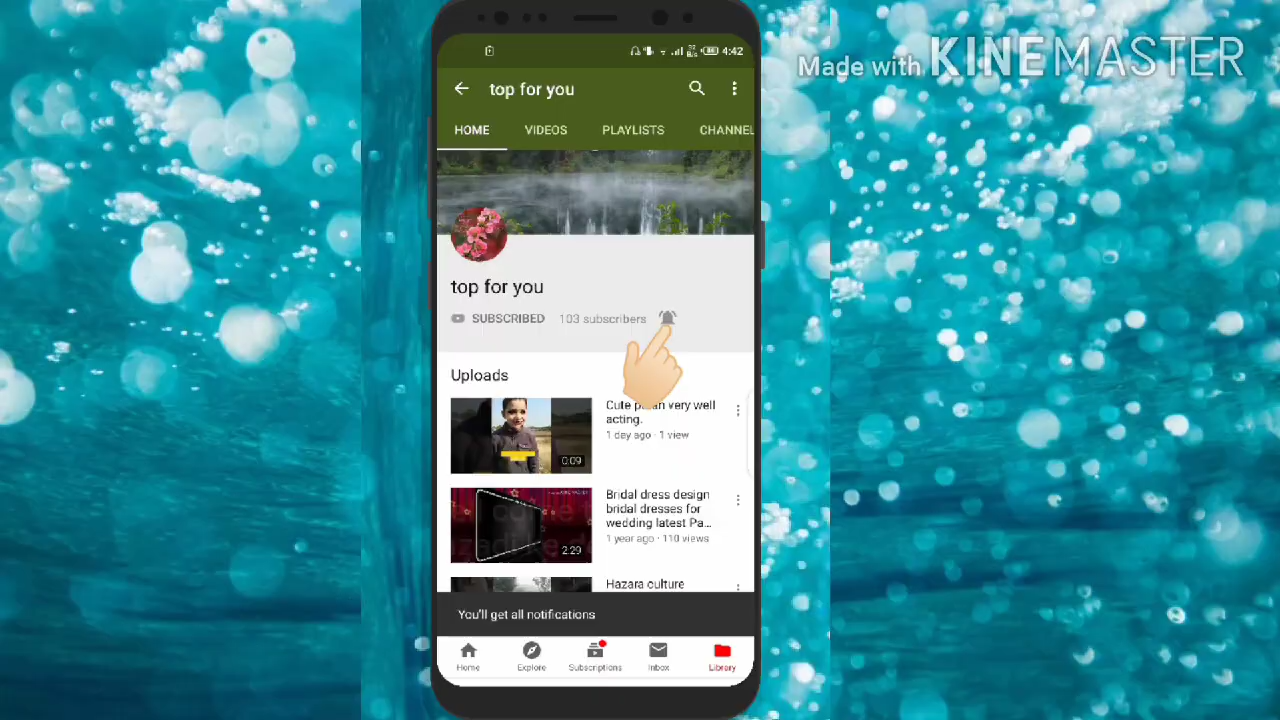 Made with KINEMASTER
4:42
top for you
HOME VIDEOS PLAYLISTS CHANNEL
top for you
SUBSCRIBED 103 subscribers
Uploads
Cute very well
acting.
1 day ago · 1 view
0:09
Bridal dress design
bridal dresses for
wedding latest Pa...
1 year ago · 110 views
2:29
Hazara culture
You'll get all notifications
Home Explore Subscriptions Inbox Library